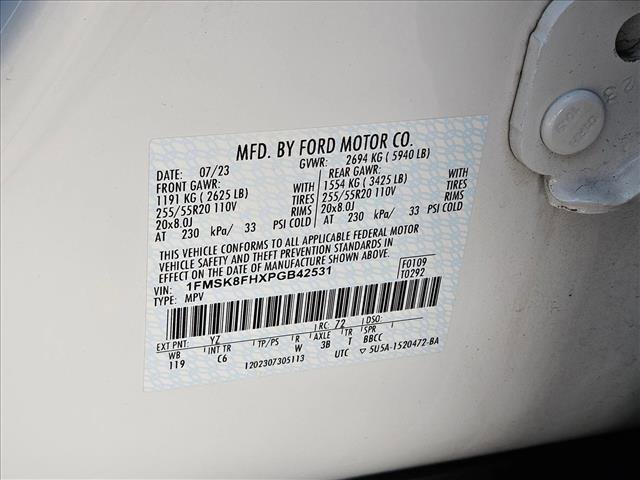 MFD. BY FORD MOTOR CO.
DATE: 07/23 GVWR: 2694 KG ( 5940 LB)
FRONT GAWR: REAR GAWR:
1191 KG ( 2625 LB) WITH 1554 KG ( 3425 LB) WITH
255/55R20 110V TIRES 255/55R20 110V TIRES
20x8.0J RIMS 20x8.0J RIMS
AT 230 kPa/ 33 PSI COLD AT 230 kPa/ 33 PSI COLD
THIS VEHICLE CONFORMS TO ALL APPLICABLE FEDERAL MOTOR
VEHICLE SAFETY AND THEFT PREVENTION STANDARDS IN
EFFECT ON THE DATE OF MANUFACTURE SHOWN ABOVE.
VIN: 1FMSK8FHXPGB42531 F0109
TYPE: MPV T0292
EXT PNT: YZ RC: 72 DSO:
WB INT TR TP/PS R AXLE TR SPR
119 C6 W 3B T BBCC
1202307305113 UTC ▽ 5U5A-1520472-BA